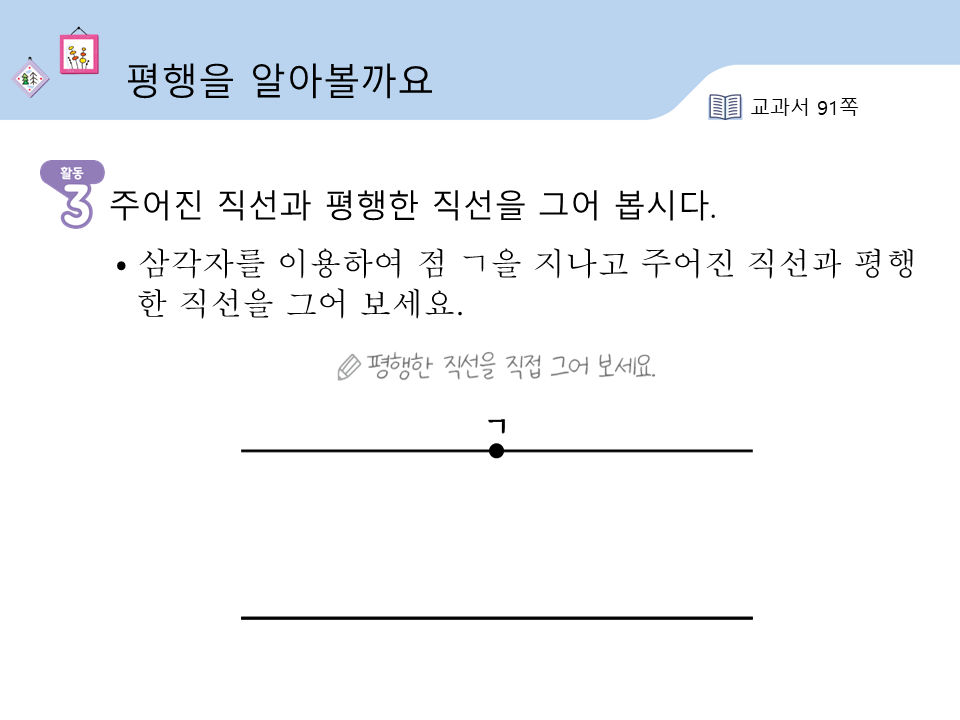 평행을 알아볼까요
교과서 91쪽
활동
3 주어진 직선과 평행한 직선을 그어 봅시다.
• 삼각자를 이용하여 점 ㄱ을 지나고 주어진 직선과 평행
한 직선을 그어 보세요.
평행한 직선을 직접 그어 보세요.
ㄱ